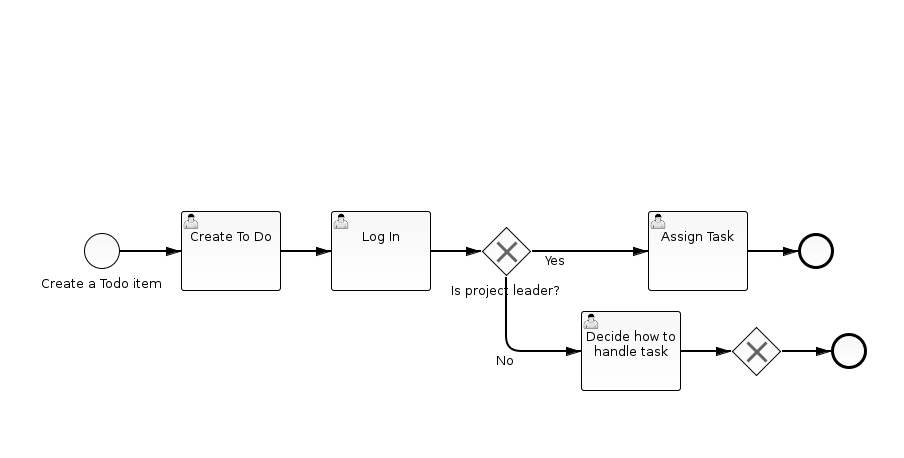 Create To Do
Log In
Assign Task
Yes
Create a Todo item
Is project leader?
Decide how to
handle task
No